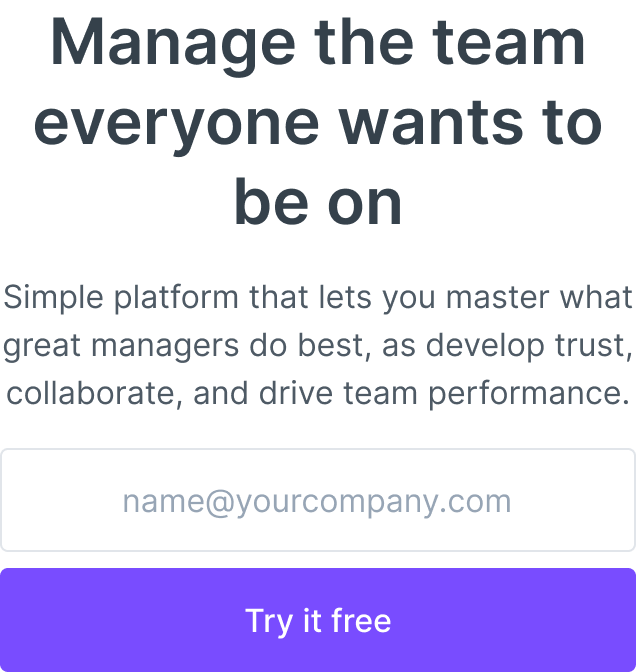 Manage the team
everyone wants to
be on
Simple platform that lets you master what
great managers do best, as develop trust,
collaborate, and drive team performance.
name@yourcompany.com
Try it free